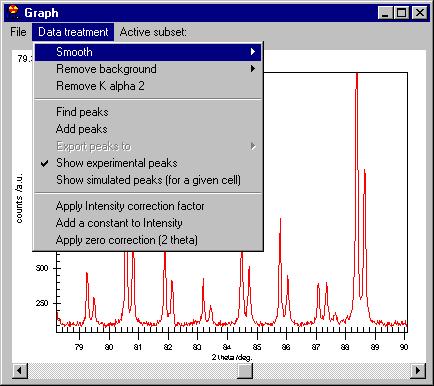 Graph
File Data treatment Active subset:
Smooth
Remove background
Remove K alpha 2
Find peaks
Add peaks
Export peaks to
Show experimental peaks
Show simulated peaks (for a given cell)
Apply Intensity correction factor
Add a constant to Intensity
Apply zero correction (2 theta)
counts /a.u.
500
250
79 80 81 82 83 84 85 86 87 88 89 90
2 theta /deg.